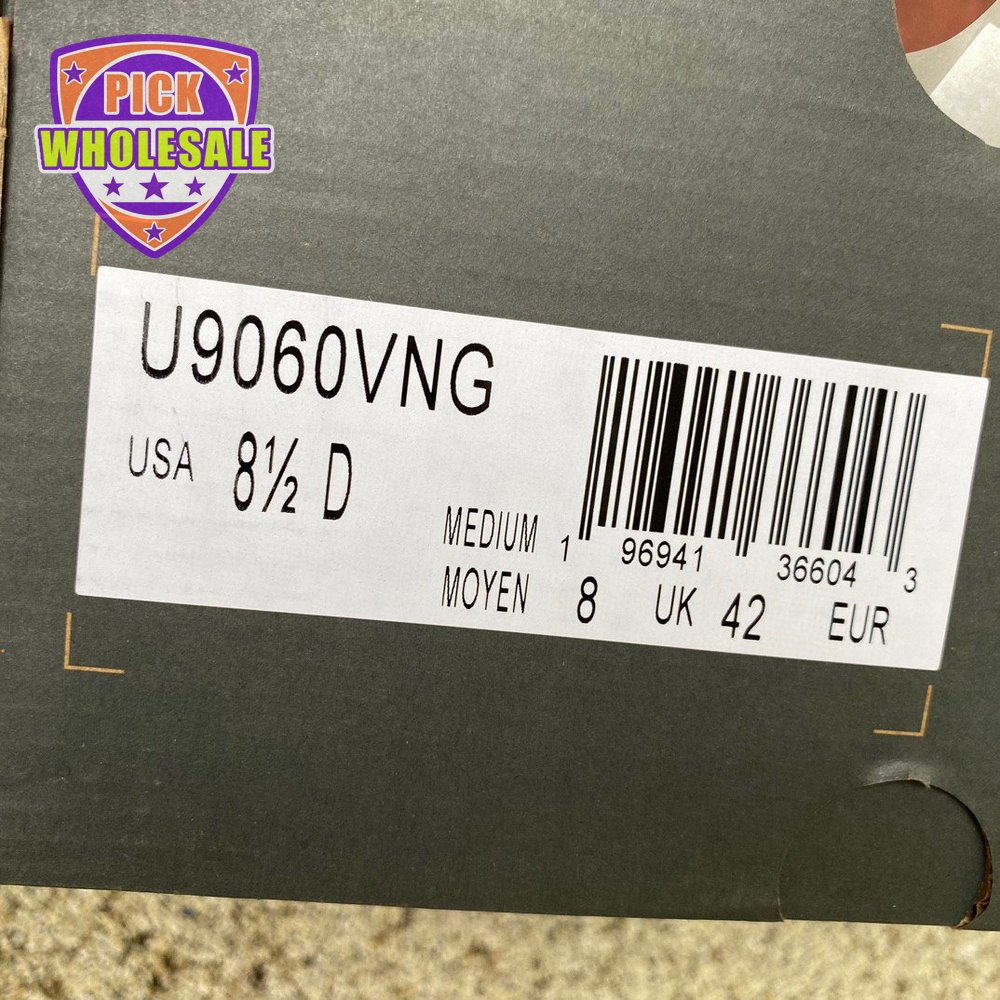 PICK
WHOLESALE
U9060VNG
USA 8½ D
MEDIUM
MOYEN 8 UK 42 EUR
1 96941 36604 3